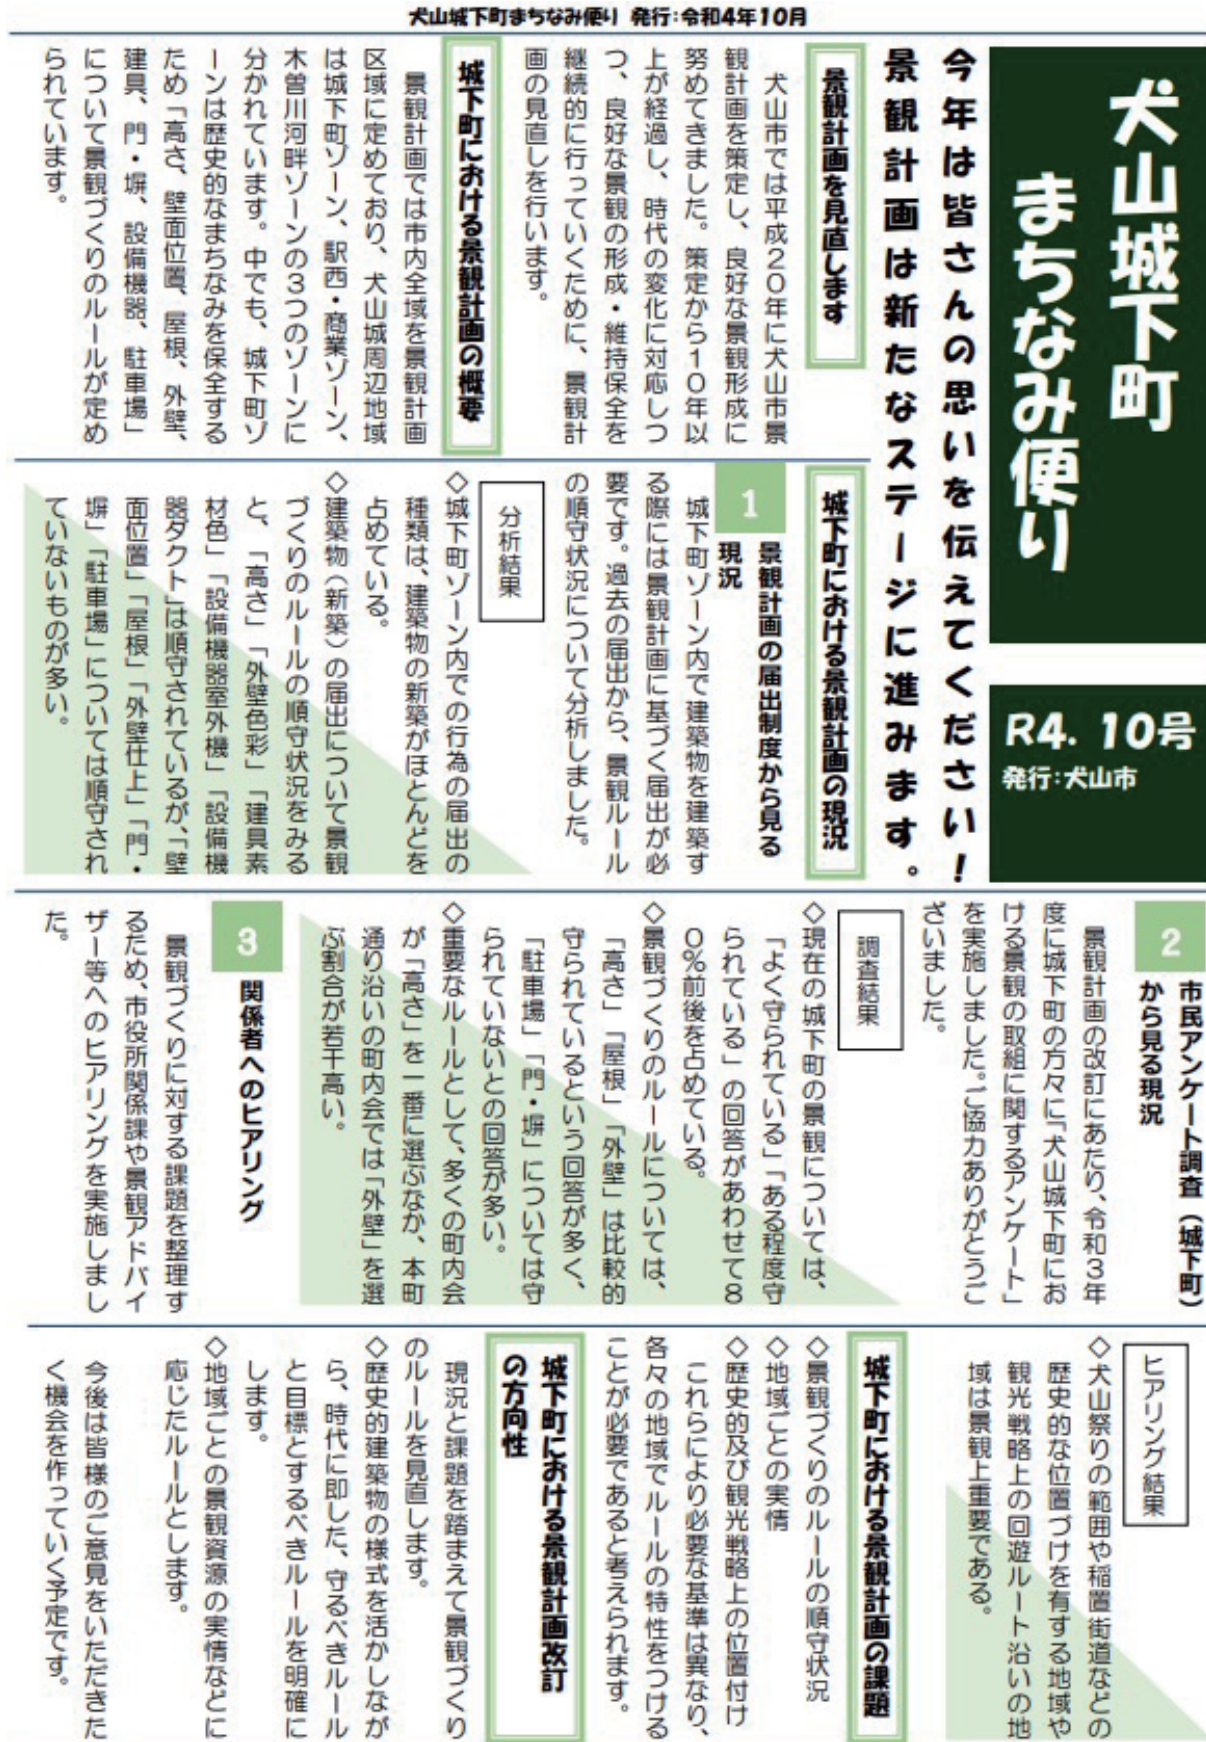 犬山城下町まちなみ便り 発行:令和4年10月
犬山城下町
まちなみ便り
R4. 10号
発行:犬山市
今年は皆さんの思いを伝えてください!
景観計画は新たなステージに進みます。
景観計画を見直します
犬山市では平成20年に犬山市景
観計画を策定し、良好な景観形成に
努めてきました。策定から10年以
上が経過し、時代の変化に対応しつ
つ、良好な景観の形成・維持保全を
継続的に行っていくために、景観計
画の見直しを行います。
城下町における景観計画の概要
景観計画では市内全域を景観計画
区域に定めており、犬山城周辺地域
は城下町ゾーン、駅西・商業ゾーン、
木曽川河畔ゾーンの3つのゾーンに
分かれています。中でも、城下町ゾ
ーンは歴史的なまちなみを保全する
ため「高さ、壁面位置、屋根、外壁、
建具、門・塀、設備機器、駐車場」
について景観づくりのルールが定め
られています。
城下町における景観計画の現況
1
景観計画の届出制度から見る
現況
城下町ゾーン内で建築物を建築す
る際には景観計画に基づく届出が必
要です。過去の届出から、景観ルール
の順守状況について分析しました。
分析結果
◇城下町ゾーン内での行為の届出の
種類は、建築物の新築がほとんどを
占めている。
◇建築物(新築)の届出について景観
づくりのルールの順守状況をみる
と、「高さ」「外壁色彩」「建具素
材色」「設備機器室外機」「設備機
器ダクト」は順守されているが、「壁
面位置」「屋根」「外壁仕上」「門・
塀」「駐車場」については順守され
ていないものが多い。
2
市民アンケート調査(城下町)
から見る現況
景観計画の改訂にあたり、令和3年
度に城下町の方々に「犬山城下町にお
ける景観の取組に関するアンケート」
を実施しました。ご協力ありがとうご
ざいました。
調査結果
◇現在の城下町の景観については、
「よく守られている」「ある程度守
られている」の回答があわせて8
0%前後を占めている。
◇景観づくりのルールについては、
「高さ」「屋根」「外壁」は比較的
守られているという回答が多く、
「駐車場」「門・塀」については守
られていないとの回答が多い。
◇重要なルールとして、多くの町内会
が「高さ」を一番に選ぶなか、本町
通り沿いの町内会では「外壁」を選
ぶ割合が若干高い。
3
関係者へのヒアリング
景観づくりに対する課題を整理す
るため、市役所関係課や景観アドバイ
ザー等へのヒアリングを実施しまし
た。
ヒアリング結果
◇犬山祭りの範囲や稲置街道などの
歴史的な位置づけを有する地域や
観光戦略上の回遊ルート沿いの地
域は景観上重要である。
城下町における景観計画の課題
◇景観づくりのルールの順守状況
◇地域ごとの実情
◇歴史的及び観光戦略上の位置付け
これらにより必要な基準は異なり、
各々の地域でルールの特性をつける
ことが必要であると考えられます。
城下町における景観計画改訂
の方向性
現況と課題を踏まえて景観づくり
のルールを見直します。
◇歴史的建築物の様式を活かしなが
ら、時代に即した、守るべきルール
と目標とするべきルールを明確に
します。
◇地域ごとの景観資源の実情などに
応じたルールとします。
今後は皆様のご意見をいただきた
く機会を作っていく予定です。